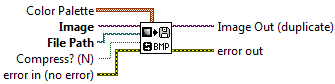 Color Palette
Image
File Path
Compress? (N)
error in (no error)
BMP
Image Out (duplicate)
error out